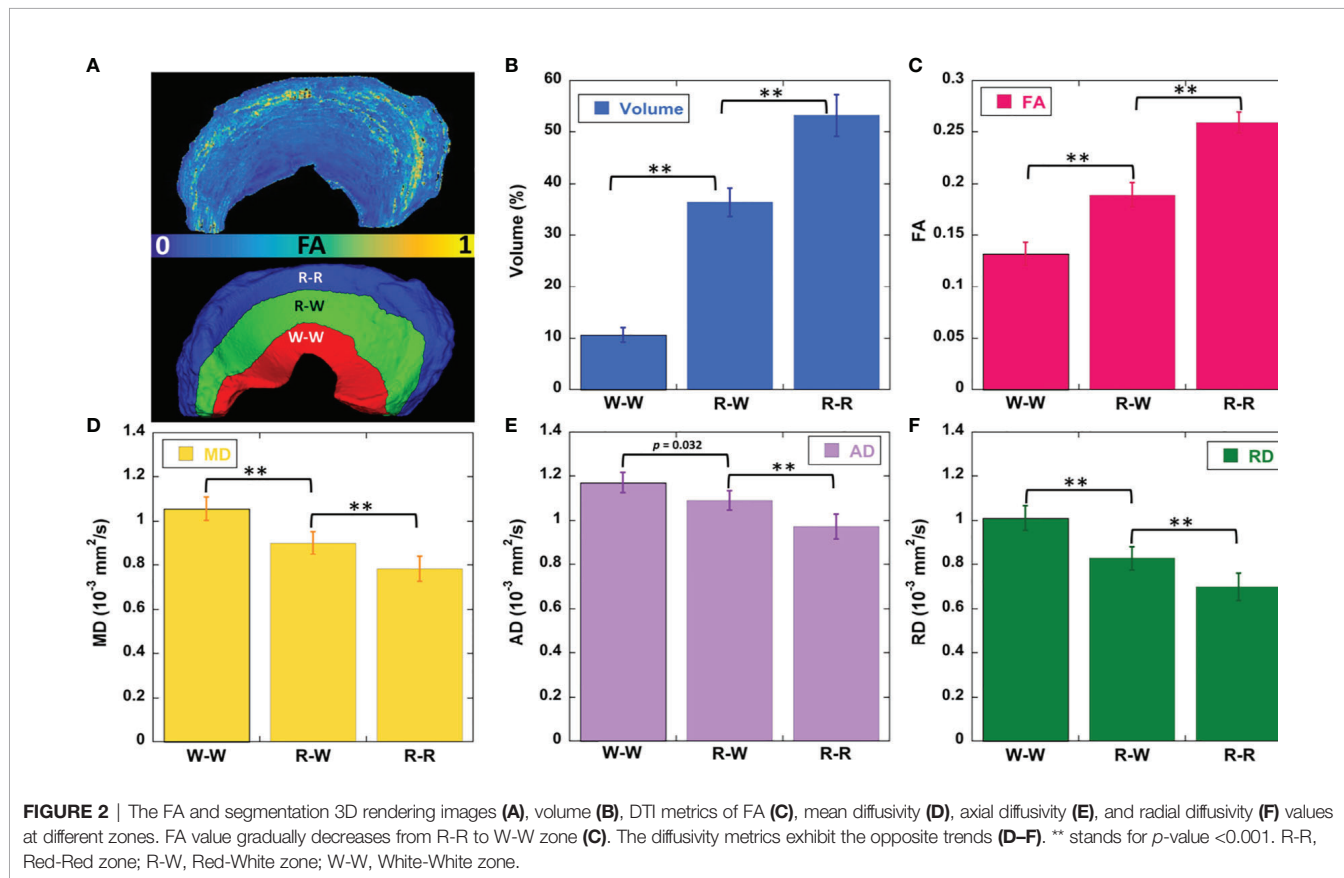 A
0 FA 1
R-R
R-W
W-W
B
60
50
40
30
20
10
0
Volume (%)
Volume
**
**
W-W R-W R-R
C
0.3
0.25
0.2
0.15
0.1
0.05
0
FA
FA
**
**
W-W R-W R-R
D
1.4
1.2
1
0.8
0.6
0.4
0.2
0
MD (10⁻³ mm²/s)
MD
**
**
W-W R-W R-R
E
1.4
1.2
1
0.8
0.6
0.4
0.2
0
AD (10⁻³ mm²/s)
AD
p = 0.032
**
W-W R-W R-R
F
1.4
1.2
1
0.8
0.6
0.4
0.2
0
RD (10⁻³ mm²/s)
RD
**
**
W-W R-W R-R
FIGURE 2 | The FA and segmentation 3D rendering images (A), volume (B), DTI metrics of FA (C), mean diffusivity (D), axial diffusivity (E), and radial diffusivity (F) values
at different zones. FA value gradually decreases from R-R to W-W zone (C). The diffusivity metrics exhibit the opposite trends (D–F). ** stands for p-value <0.001. R-R,
Red-Red zone; R-W, Red-White zone; W-W, White-White zone.